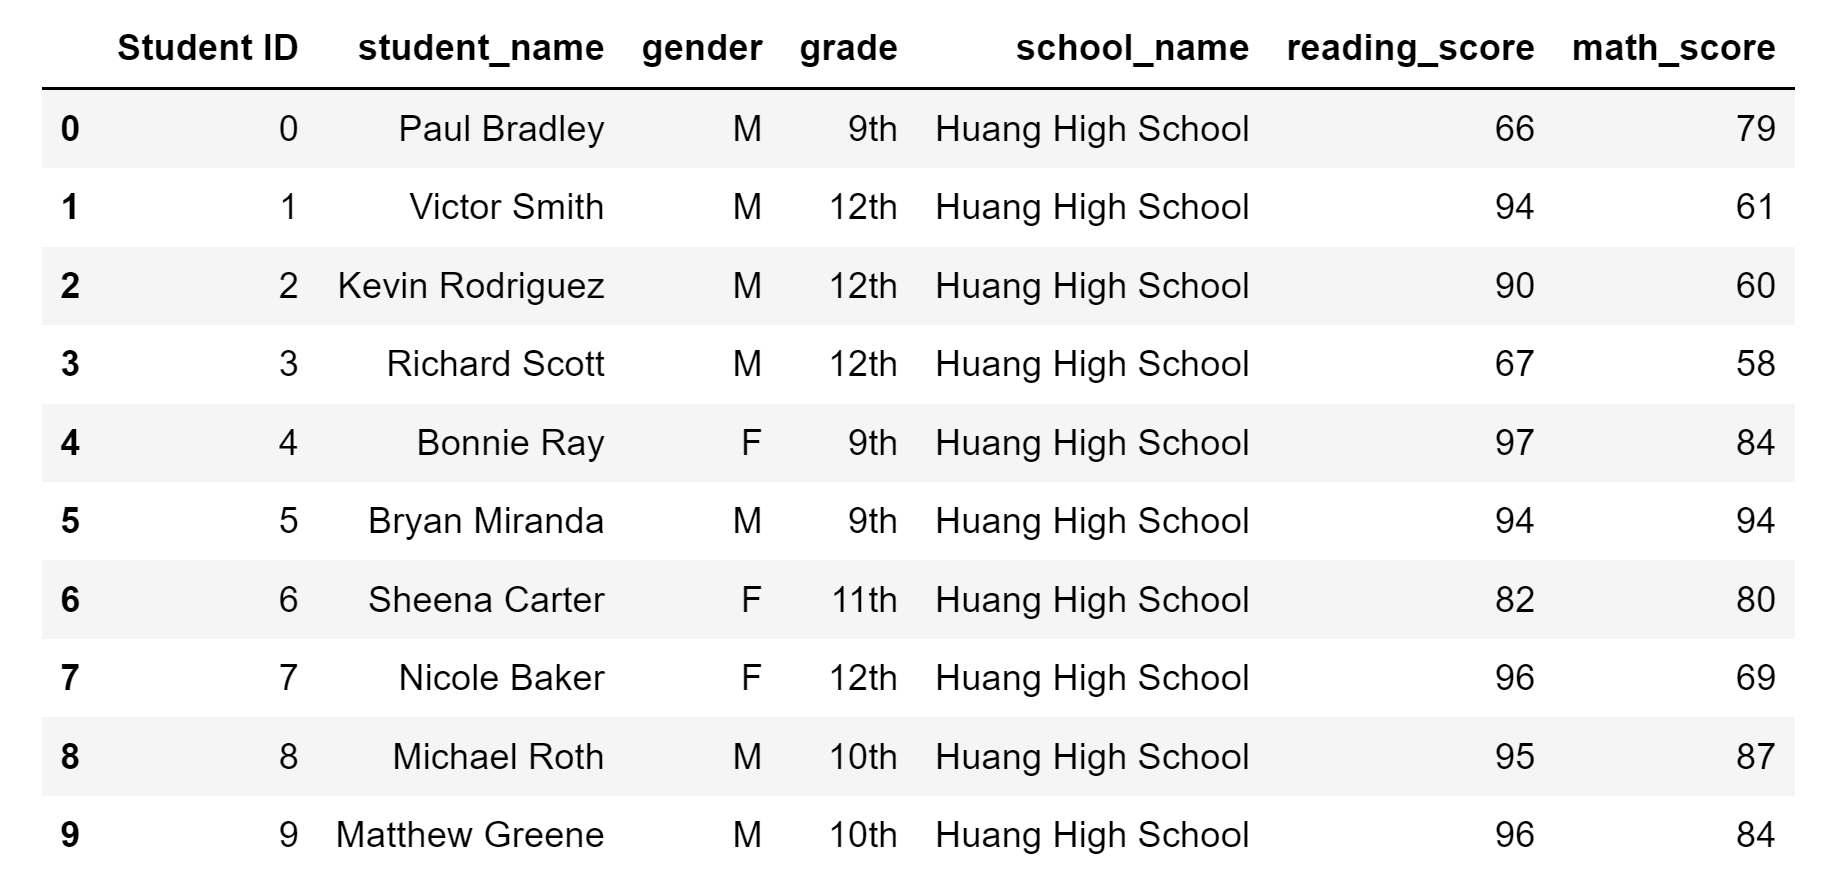 Student ID student_name gender grade school_name reading_score math_score
0 0 Paul Bradley M 9th Huang High School 66 79
1 1 Victor Smith M 12th Huang High School 94 61
2 2 Kevin Rodriguez M 12th Huang High School 90 60
3 3 Richard Scott M 12th Huang High School 67 58
4 4 Bonnie Ray F 9th Huang High School 97 84
5 5 Bryan Miranda M 9th Huang High School 94 94
6 6 Sheena Carter F 11th Huang High School 82 80
7 7 Nicole Baker F 12th Huang High School 96 69
8 8 Michael Roth M 10th Huang High School 95 87
9 9 Matthew Greene M 10th Huang High School 96 84